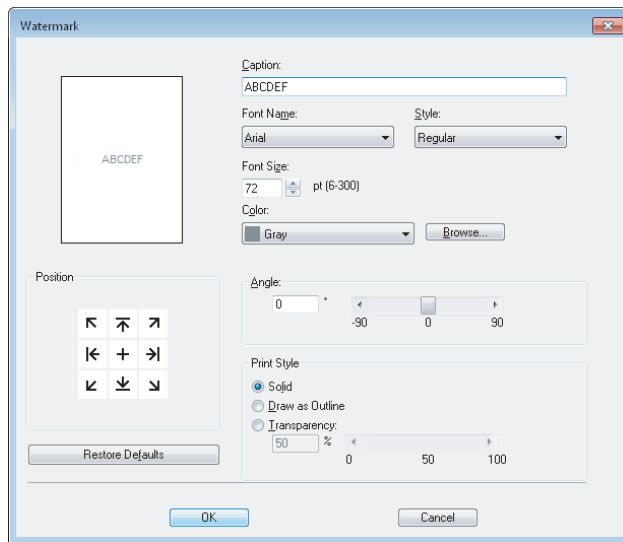 Watermark
Caption:
ABCDEF
ABCDEF
Font Name:
Style:
Arial
Regular
Font Size:
72
pt (6-300)
Color:
Gray
Browse...
Position
Angle:
0
°
-90
0
90
Print Style
Solid
Draw as Outline
Transparency:
50
%
0
50
100
Restore Defaults
OK
Cancel